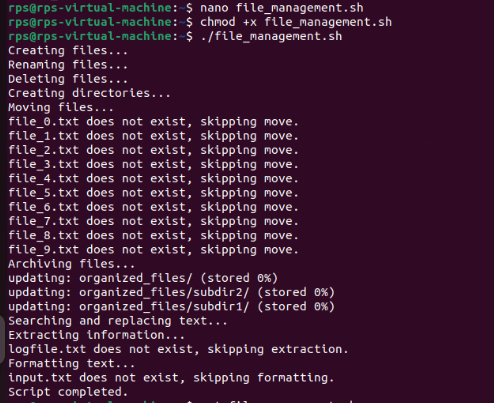 rps@rps-virtual-machine:~$ nano file_management.sh
rps@rps-virtual-machine:~$ chmod +x file_management.sh
rps@rps-virtual-machine:~$ ./file_management.sh
Creating files...
Renaming files...
Deleting files...
Creating directories...
Moving files...
file_0.txt does not exist, skipping move.
file_1.txt does not exist, skipping move.
file_2.txt does not exist, skipping move.
file_3.txt does not exist, skipping move.
file_4.txt does not exist, skipping move.
file_5.txt does not exist, skipping move.
file_6.txt does not exist, skipping move.
file_7.txt does not exist, skipping move.
file_8.txt does not exist, skipping move.
file_9.txt does not exist, skipping move.
Archiving files...
updating: organized_files/ (stored 0%)
updating: organized_files/subdir2/ (stored 0%)
updating: organized_files/subdir1/ (stored 0%)
Searching and replacing text...
Extracting information...
logfile.txt does not exist, skipping extraction.
Formatting text...
input.txt does not exist, skipping formatting.
Script completed.